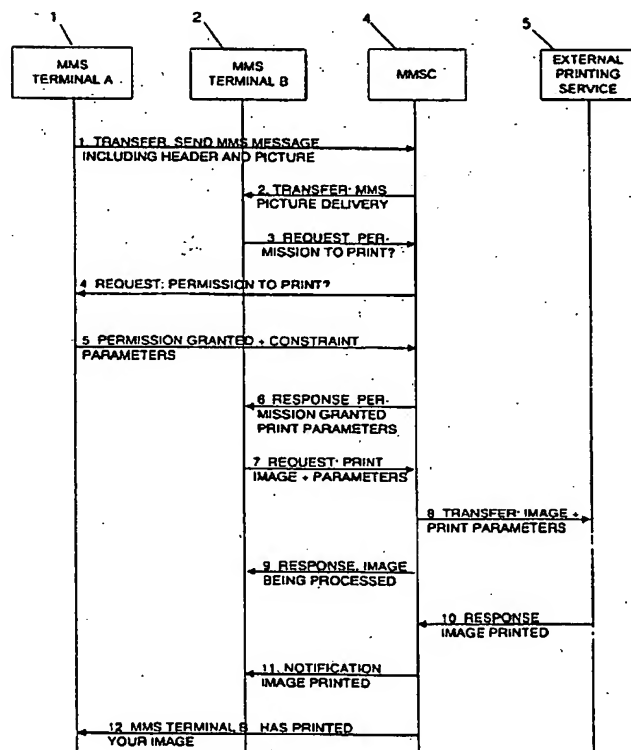 1
2
4
5
MMS
TERMINAL A
MMS
TERMINAL B
MMSC
EXTERNAL
PRINTING
SERVICE
1. TRANSFER, SEND MMS MESSAGE
INCLUDING HEADER AND PICTURE
2. TRANSFER- MMS
PICTURE DELIVERY
3 REQUEST PER-
MISSION TO PRINT?
4 REQUEST: PERMISSION TO PRINT?
5 PERMISSION GRANTED + CONSTRAINT
PARAMETERS
6 RESPONSE PER-
MISSION GRANTED
PRINT PARAMETERS
7 REQUEST- PRINT
IMAGE + PARAMETERS
8 TRANSFER- IMAGE +
PRINT PARAMETERS
9 RESPONSE, IMAGE
BEING PROCESSED
10 RESPONSE
IMAGE PRINTED
11. NOTIFICATION
IMAGE PRINTED
12 MMS TERMINAL B HAS PRINTED
YOUR IMAGE